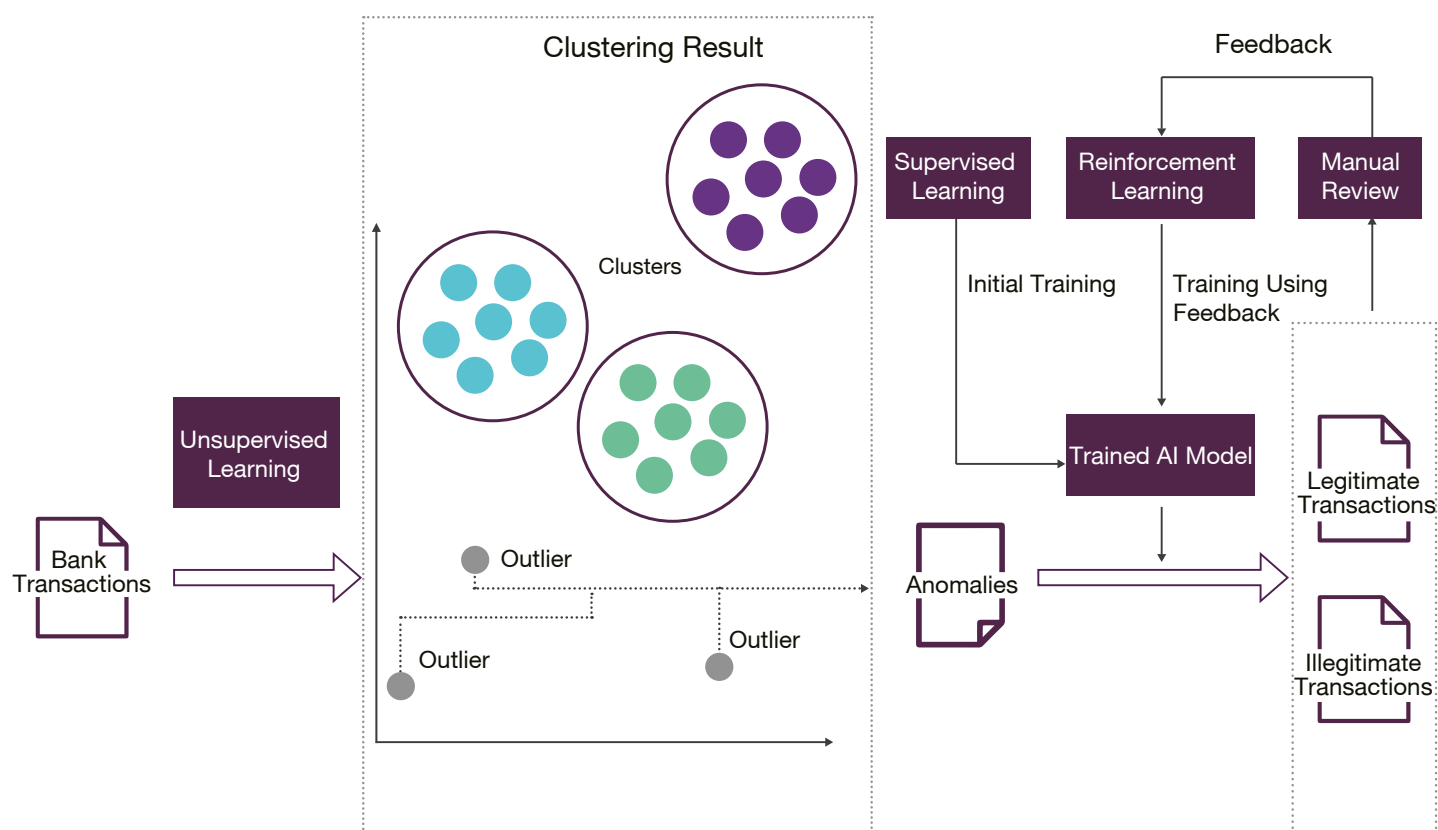 Clustering Result
Feedback
Supervised
Learning
Reinforcement
Learning
Manual
Review
Clusters
Initial Training
Training Using
Feedback
Unsupervised
Learning
Trained AI Model
Legitimate
Transactions
Bank
Transactions
Outlier
Anomalies
Outlier
Outlier
Illegitimate
Transactions